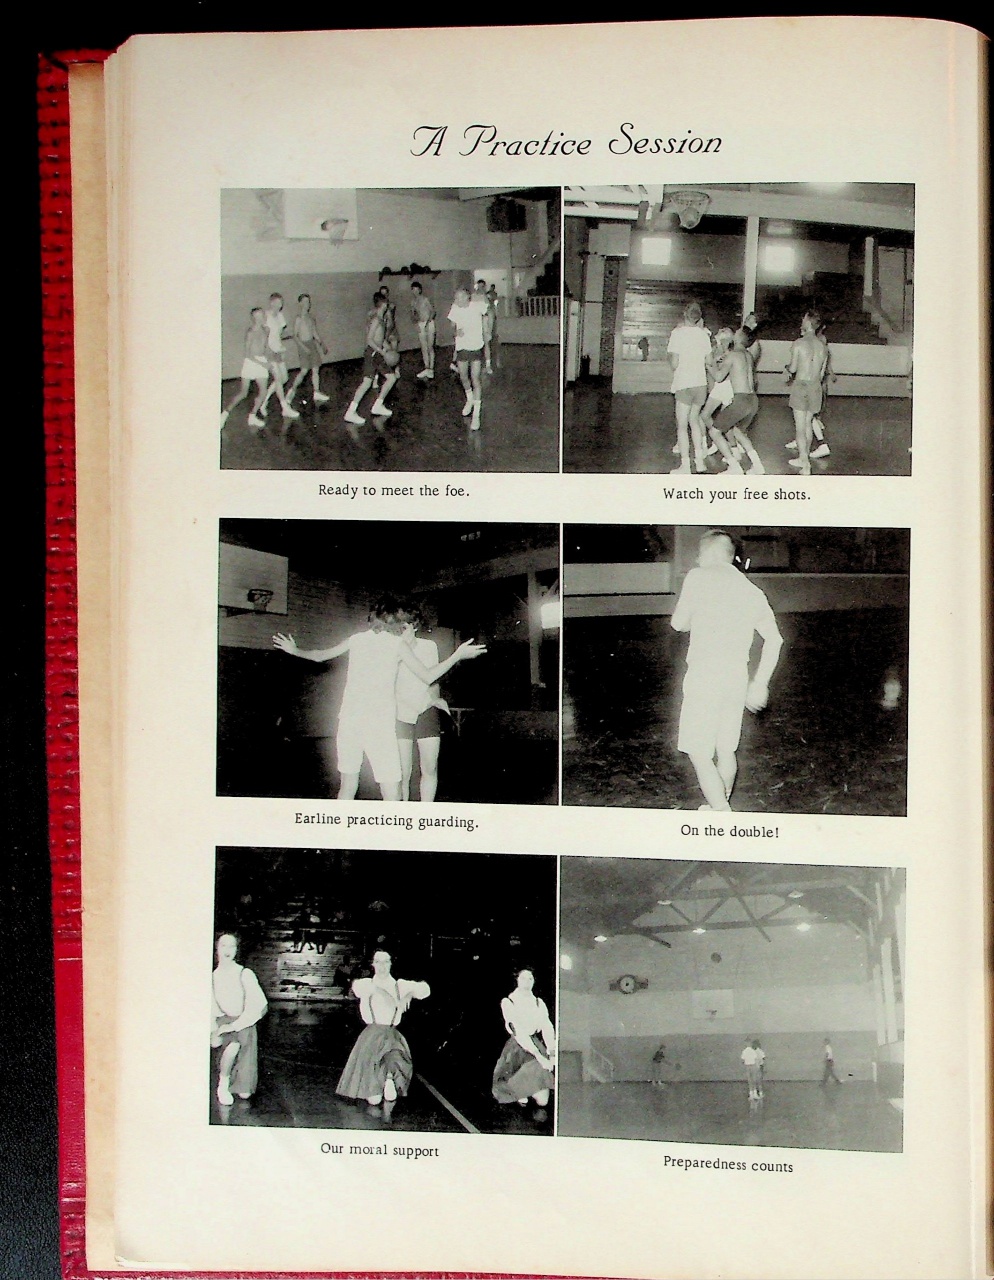 A Practice Session
Ready to meet the foe.
Watch your free shots.
Earline practicing guarding.
On the double!
Our moral support
Preparedness counts